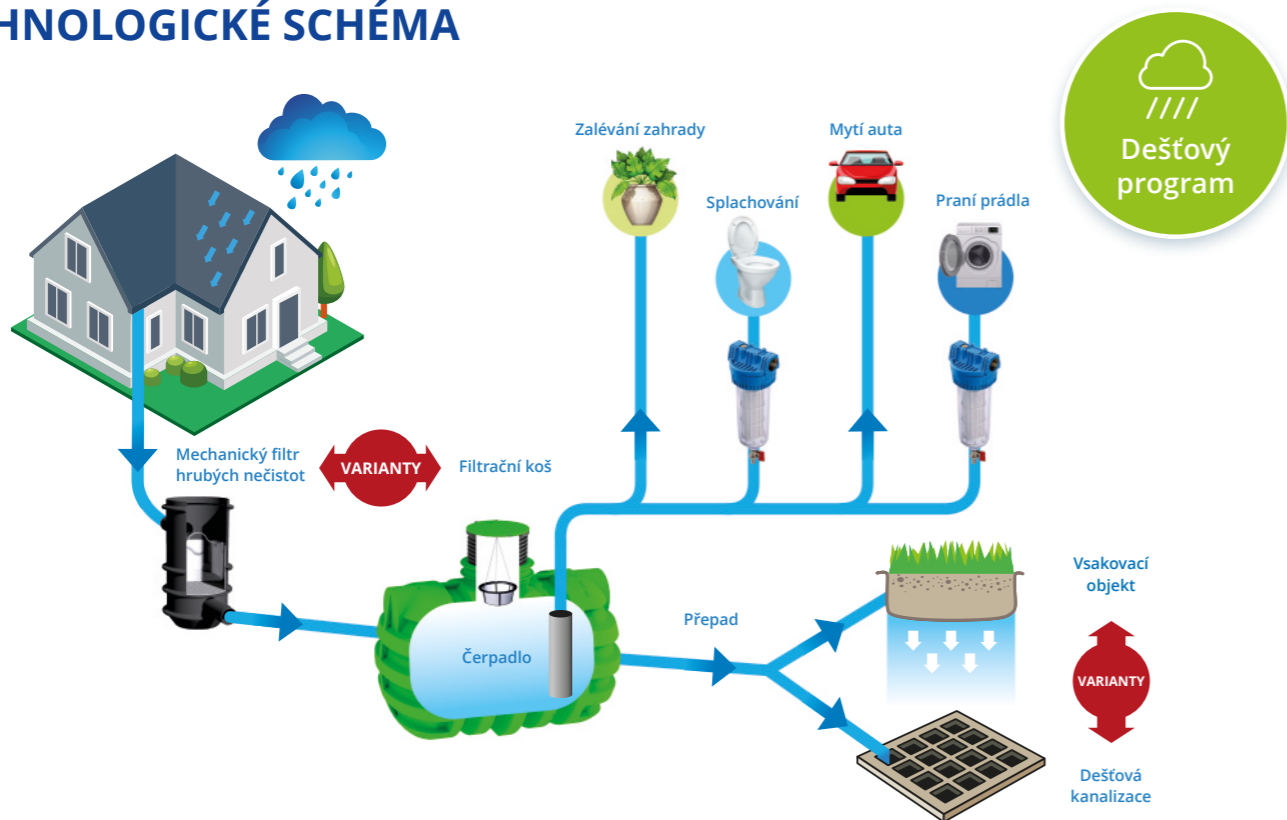 HNOLOGICKÉ SCHÉMA
Dešťový
program
Zalévání zahrady
Mytí auta
Splachování
Praní prádla
Mechanický filtr
hrubých nečistot
VARIANTY
Filtrační koš
Čerpadlo
Přepad
Vsakovací
objekt
VARIANTY
Dešťová
kanalizace